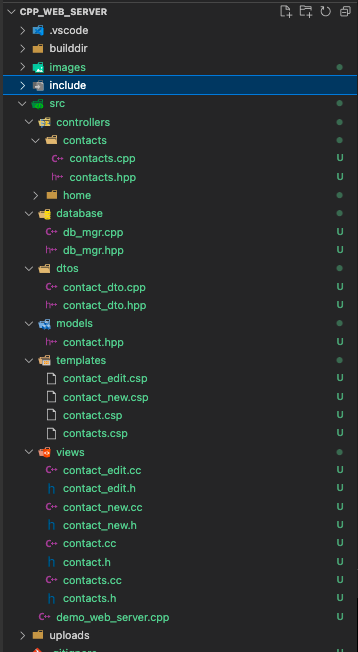 CPP_WEB_SERVER
.vscode
builddir
images
include
src
controllers
contacts
C++ contacts.cpp U
h++ contacts.hpp U
home
database
C++ db_mgr.cpp U
h++ db_mgr.hpp U
dtos
C++ contact_dto.cpp U
h++ contact_dto.hpp U
models
h++ contact.hpp U
templates
contact_edit.csp U
contact_new.csp U
contact.csp U
contacts.csp U
views
C++ contact_edit.cc U
h contact_edit.h U
C++ contact_new.cc U
h contact_new.h U
C++ contact.cc U
h contact.h U
C++ contacts.cc U
h contacts.h U
C++ demo_web_server.cpp U
uploads